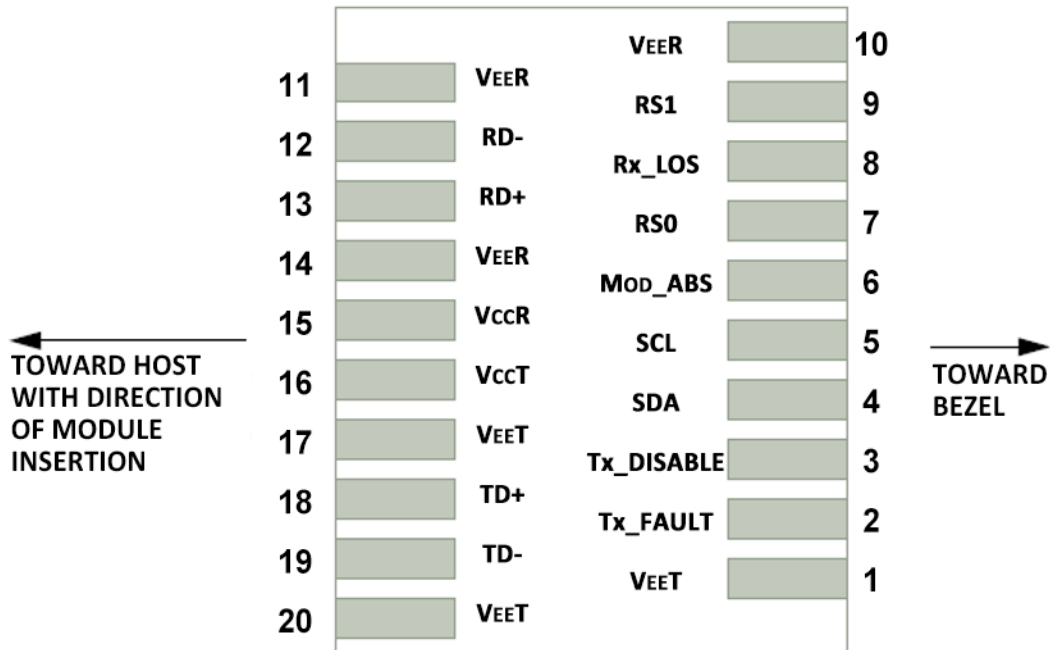 VEER 10
11 VEER
RS1 9
12 RD-
Rx_LOS 8
13 RD+
RS0 7
14 VEER
MOD_ABS 6
15 VCCR
SCL 5
16 VCCT
SDA 4
17 VEET
Tx_DISABLE 3
18 TD+
Tx_FAULT 2
19 TD-
VEET 1
20 VEET
TOWARD HOST
WITH DIRECTION
OF MODULE
INSERTION
TOWARD
BEZEL